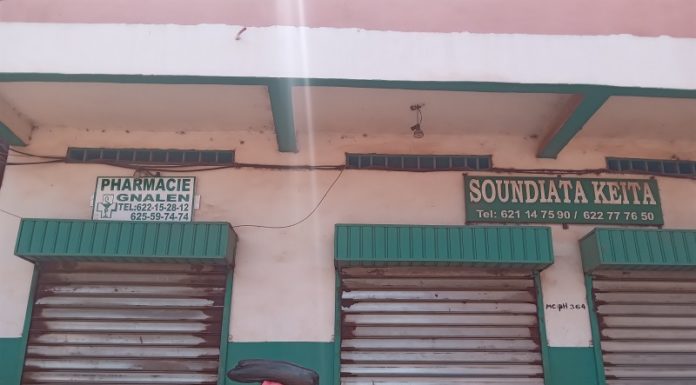 PHARMACIE
GNALEN
TEL:622-15-28-12
625-59-74-74
SOUNDIATA KEITA
Tel: 621 14 75 90 / 622 77 76 50